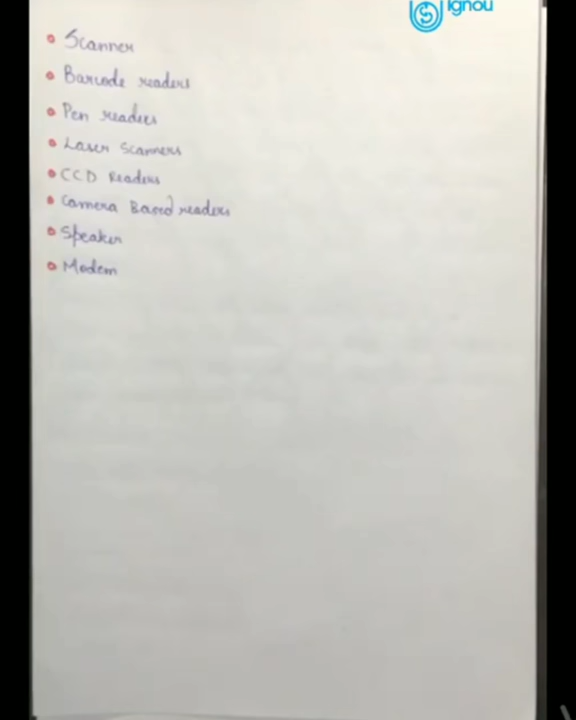 ignou
Scanner
Barcode readers
Pen readers
Laser Scanners
CCD Readers
Camera Based readers
Speaker
Modem